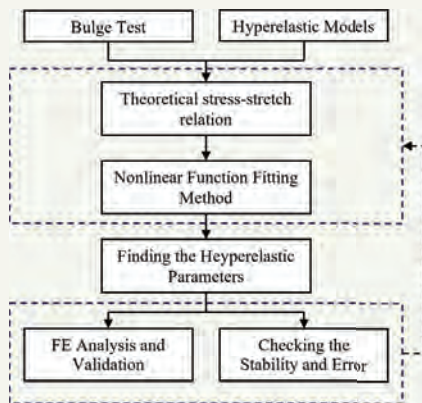 Bulge Test
Hyperelastic Models
Theoretical stress-stretch
relation
Nonlinear Function Fitting
Method
Finding the Heyperelastic
Parameters
FE Analysis and
Validation
Checking the
Stability and Error